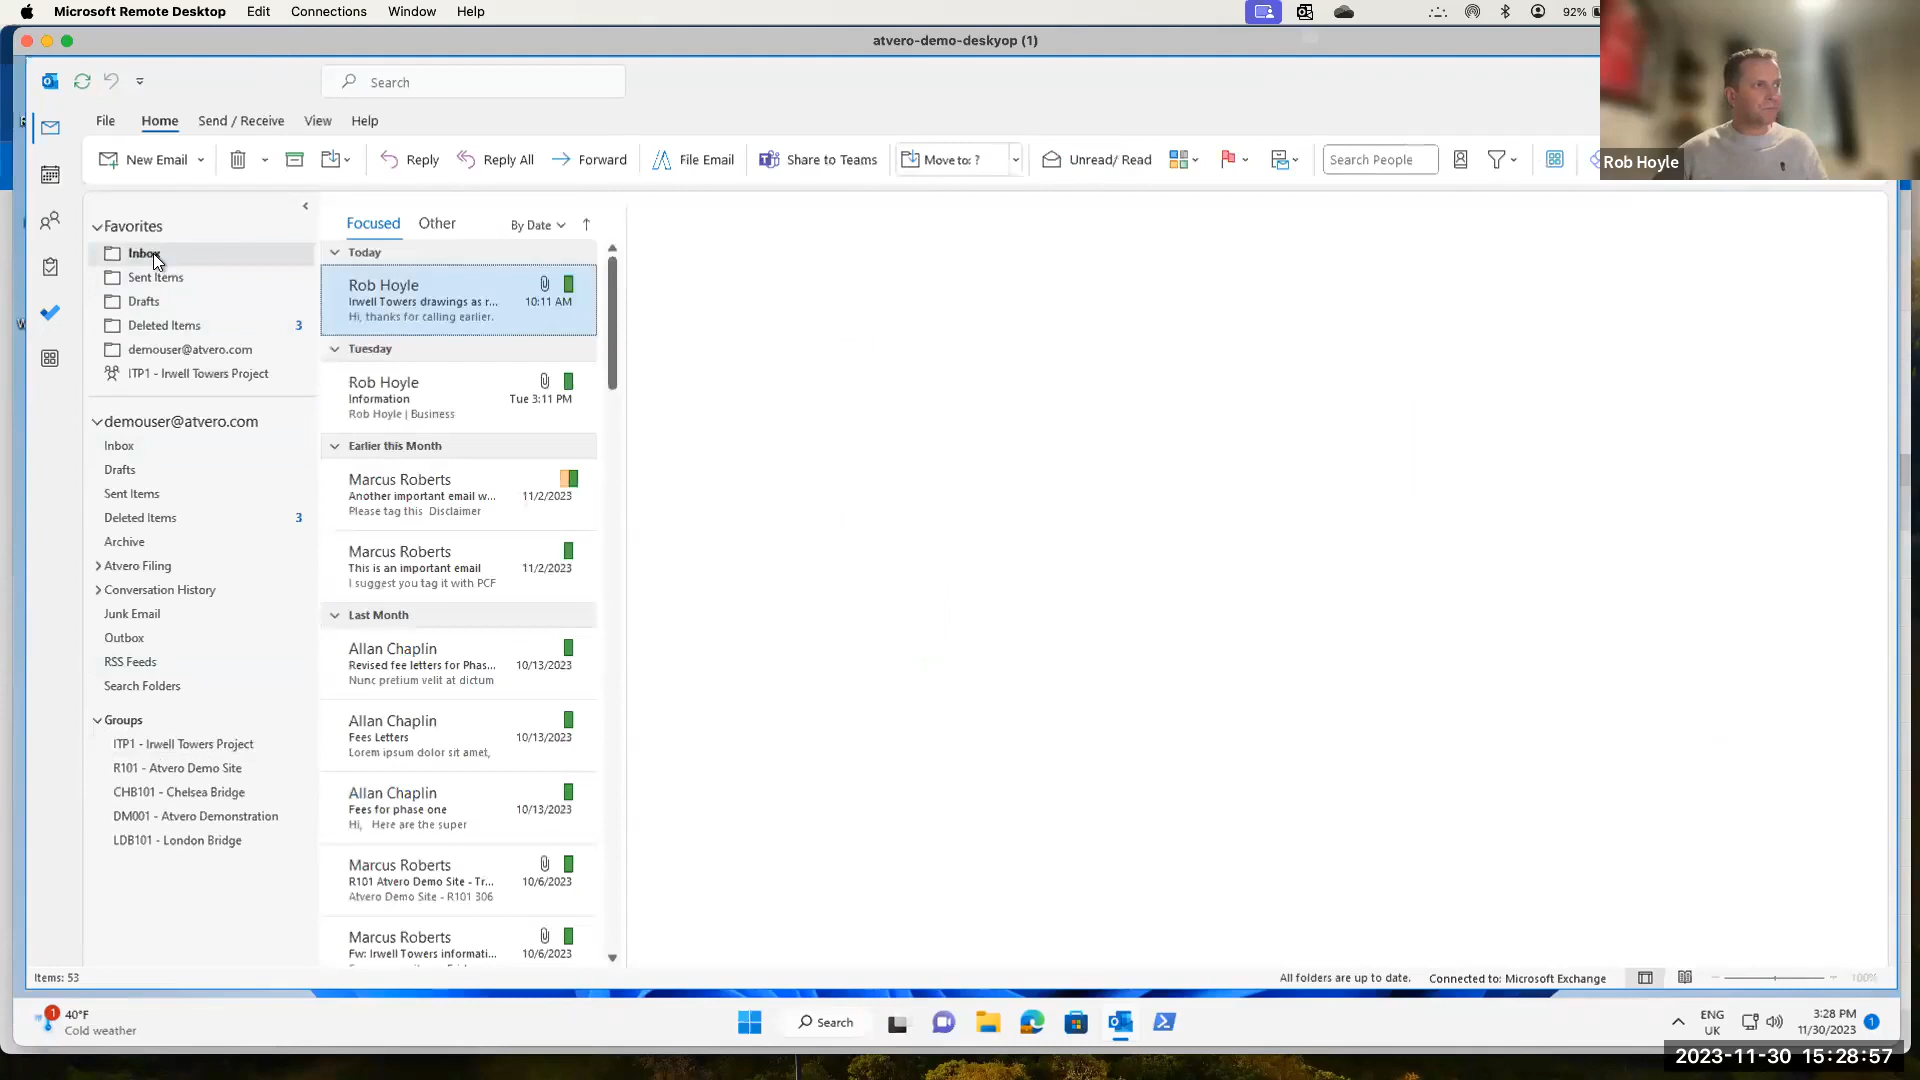 Microsoft Remote Desktop Edit Connections Window Help
92%
atvero-demo-deskyop (1)
Search
File Home Send / Receive View Help
New Email Reply Reply All Forward File Email Share to Teams Move to: ? Unread/ Read Search People
Rob Hoyle
Favorites
Inbox
Sent Items
Drafts
Deleted Items 3
demouser@atvero.com
ITP1 - Irwell Towers Project
demouser@atvero.com
Inbox
Drafts
Sent Items
Deleted Items 3
Archive
Atvero Filing
Conversation History
Junk Email
Outbox
RSS Feeds
Search Folders
Groups
ITP1 - Irwell Towers Project
R101 - Atvero Demo Site
CHB101 - Chelsea Bridge
DM001 - Atvero Demonstration
LDB101 - London Bridge
Focused Other By Date
Today
Rob Hoyle
Irwell Towers drawings as r... 10:11 AM
Hi, thanks for calling earlier.
Tuesday
Rob Hoyle
Information Tue 3:11 PM
Rob Hoyle | Business
Earlier this Month
Marcus Roberts
Another important email w... 11/2/2023
Please tag this Disclaimer
Marcus Roberts
This is an important email 11/2/2023
I suggest you tag it with PCF
Last Month
Allan Chaplin
Revised fee letters for Phas... 10/13/2023
Nunc pretium velit at dictum
Allan Chaplin
Fees Letters 10/13/2023
Lorem ipsum dolor sit amet,
Allan Chaplin
Fees for phase one 10/13/2023
Hi, Here are the super
Marcus Roberts
R101 Atvero Demo Site - Tr... 10/6/2023
Atvero Demo Site - R101 306
Marcus Roberts
Fw: Irwell Towers informati... 10/6/2023
Items: 53
All folders are up to date. Connected to: Microsoft Exchange 100%
1
40°F
Cold weather
Search
ENG
UK
3:28 PM
11/30/2023
1
2023-11-30 15:28:57